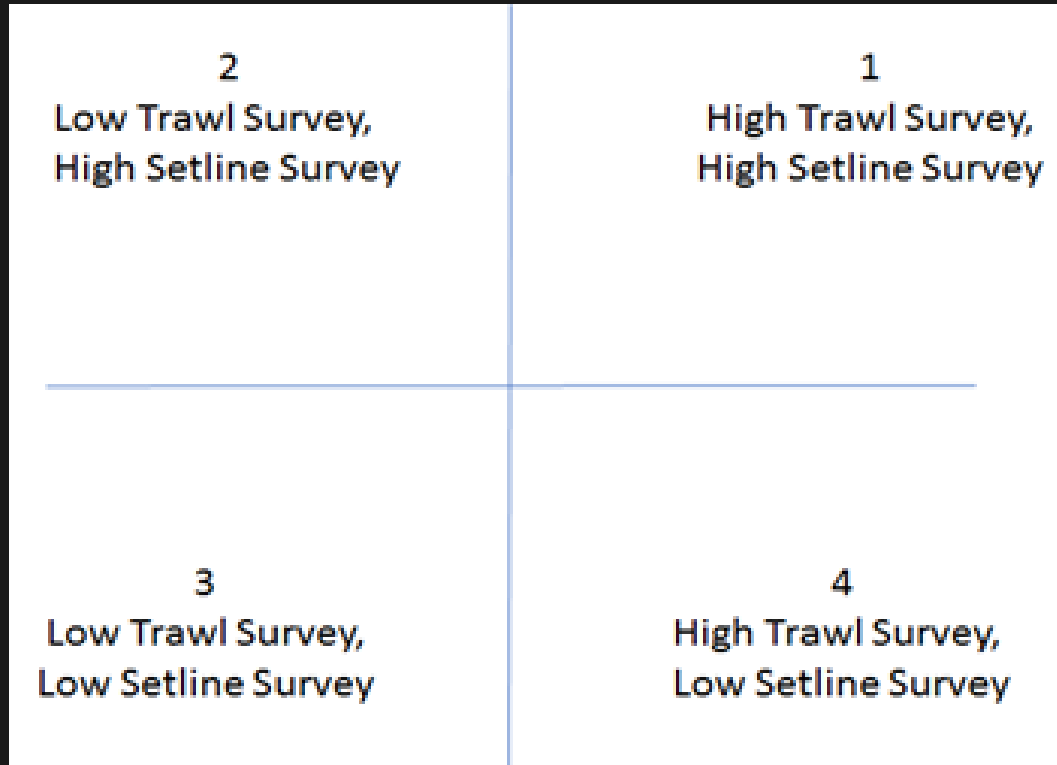 2
Low Trawl Survey,
High Setline Survey
1
High Trawl Survey,
High Setline Survey
3
Low Trawl Survey,
Low Setline Survey
4
High Trawl Survey,
Low Setline Survey